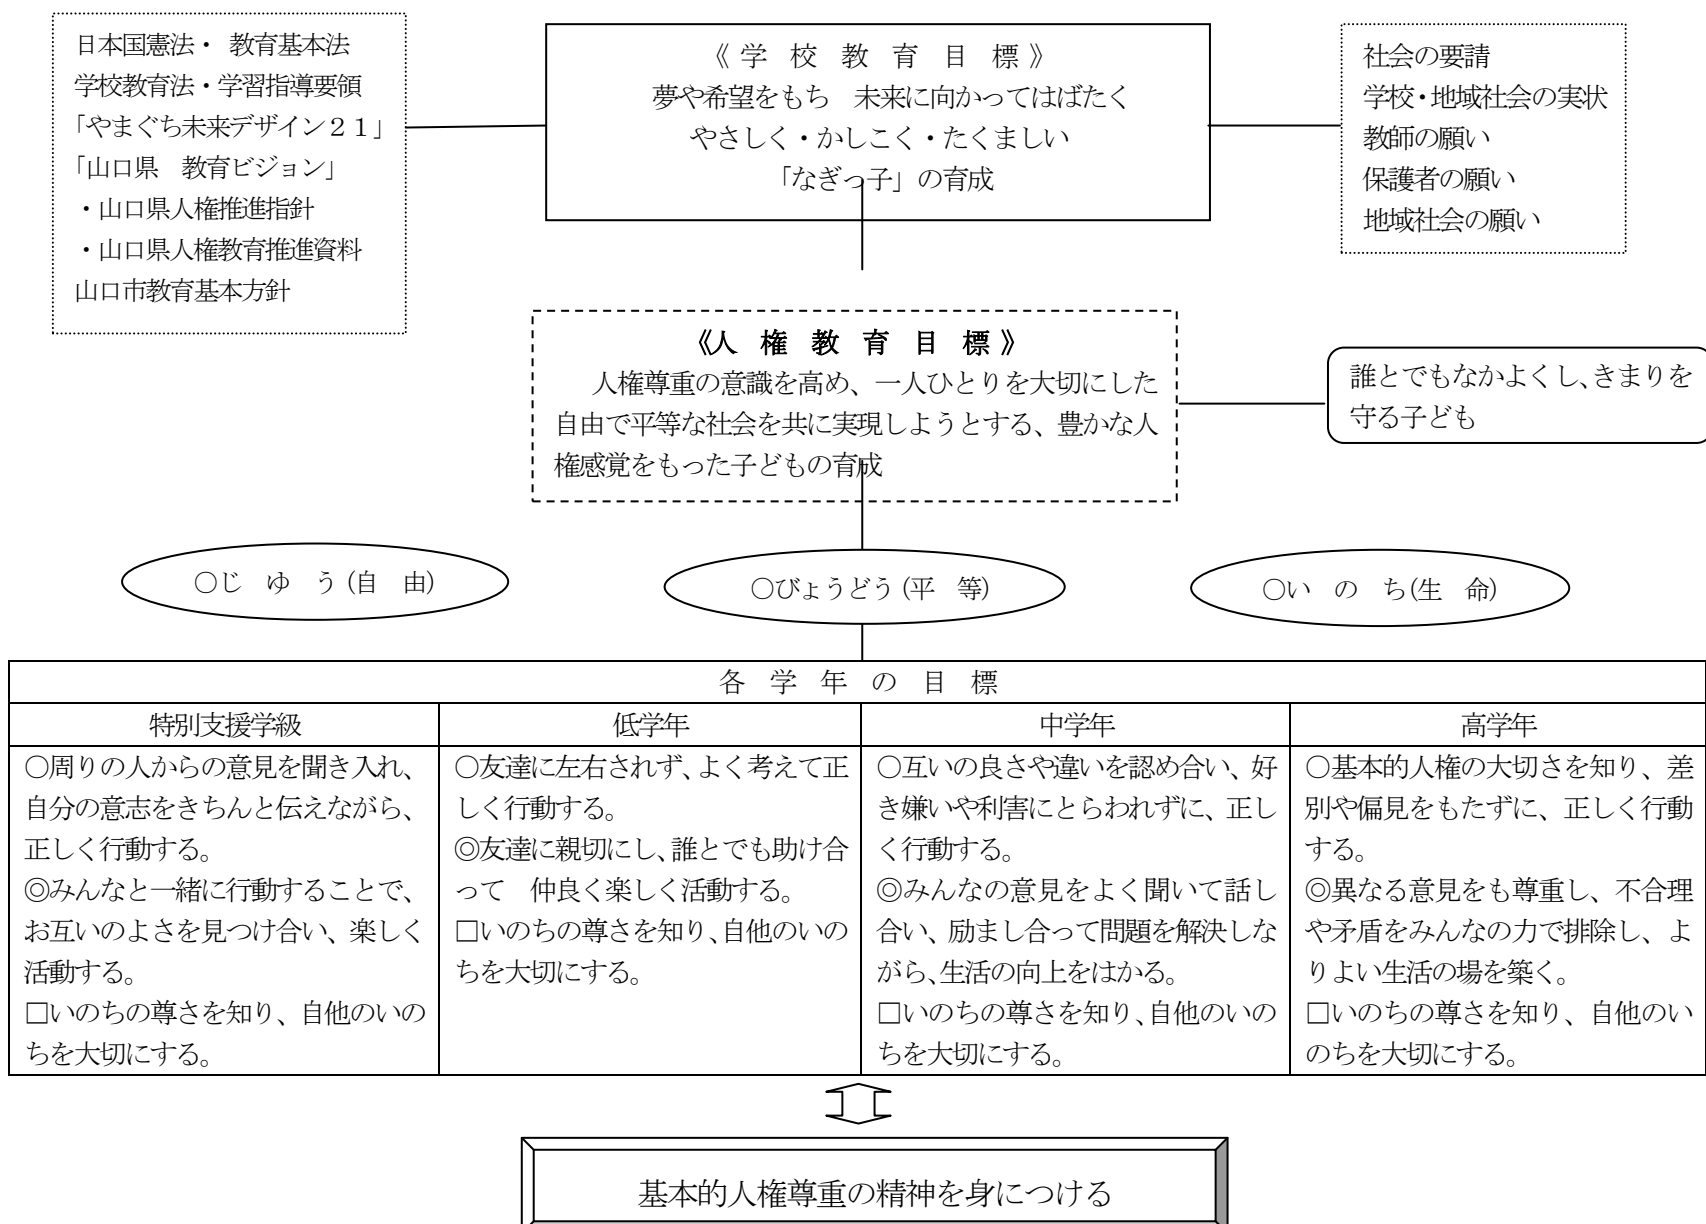 日本国憲法・ 教育基本法
学校教育法・学習指導要領
「やまぐち未来デザイン２１」
「山口県　教育ビジョン」
・山口県人権推進指針
・山口県人権教育推進資料
山口市教育基本方針
《 学　校　教　育　目　標 》
夢や希望をもち　未来に向かってはばたく
やさしく・かしこく・たくましい
「なぎっ子」の育成
社会の要請
学校・地域社会の実状
教師の願い
保護者の願い
地域社会の願い
《人　権　教　育　目　標 》
人権尊重の意識を高め、一人ひとりを大切にした
自由で平等な社会を共に実現しようとする、豊かな人
権感覚をもった子どもの育成
誰とでもなかよくし、きまりを
守る子ども
○じ　ゆ　う (自　由)
○びょうどう (平　等)
○い　の　ち(生　命)
各　学　年　の　目　標
特別支援学級
低学年
中学年
高学年
○周りの人からの意見を聞き入れ、
自分の意志をきちんと伝えながら、
正しく行動する。
◎みんなと一緒に行動することで、
お互いのよさを見つけ合い、楽しく
活動する。
□いのちの尊さを知り、自他のいの
ちを大切にする。
○友達に左右されず、よく考えて正
しく行動する。
◎友達に親切にし、誰とでも助け合
って　仲良く楽しく活動する。
□いのちの尊さを知り、自他のいの
ちを大切にする。
○互いの良さや違いを認め合い、好
き嫌いや利害にとらわれずに、正し
く行動する。
◎みんなの意見をよく聞いて話し
合い、励まし合って問題を解決しな
がら、生活の向上をはかる。
□いのちの尊さを知り、自他のいの
ちを大切にする。
○基本的人権の大切さを知り、差
別や偏見をもたずに、正しく行動
する。
◎異なる意見をも尊重し、不合理
や矛盾をみんなの力で排除し、よ
りよい生活の場を築く。
□いのちの尊さを知り、自他のい
のちを大切にする。
基本的人権尊重の精神を身につける